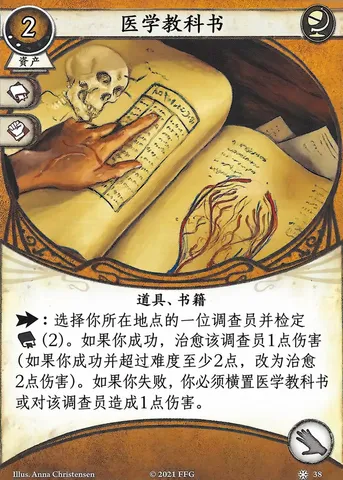 2
医学教科书
資产
道具、书籍
：选择你所在地点的一位调查员并检定
(2)。如果你成功，治愈该调查员1点伤害
(如果你成功并超过难度至少2点，改为治愈
2点伤害)。如果你失败，你必须横置医学教科书
或对该调查员造成1点伤害。
Illus. Anna Christensen
© 2021 FFG
38